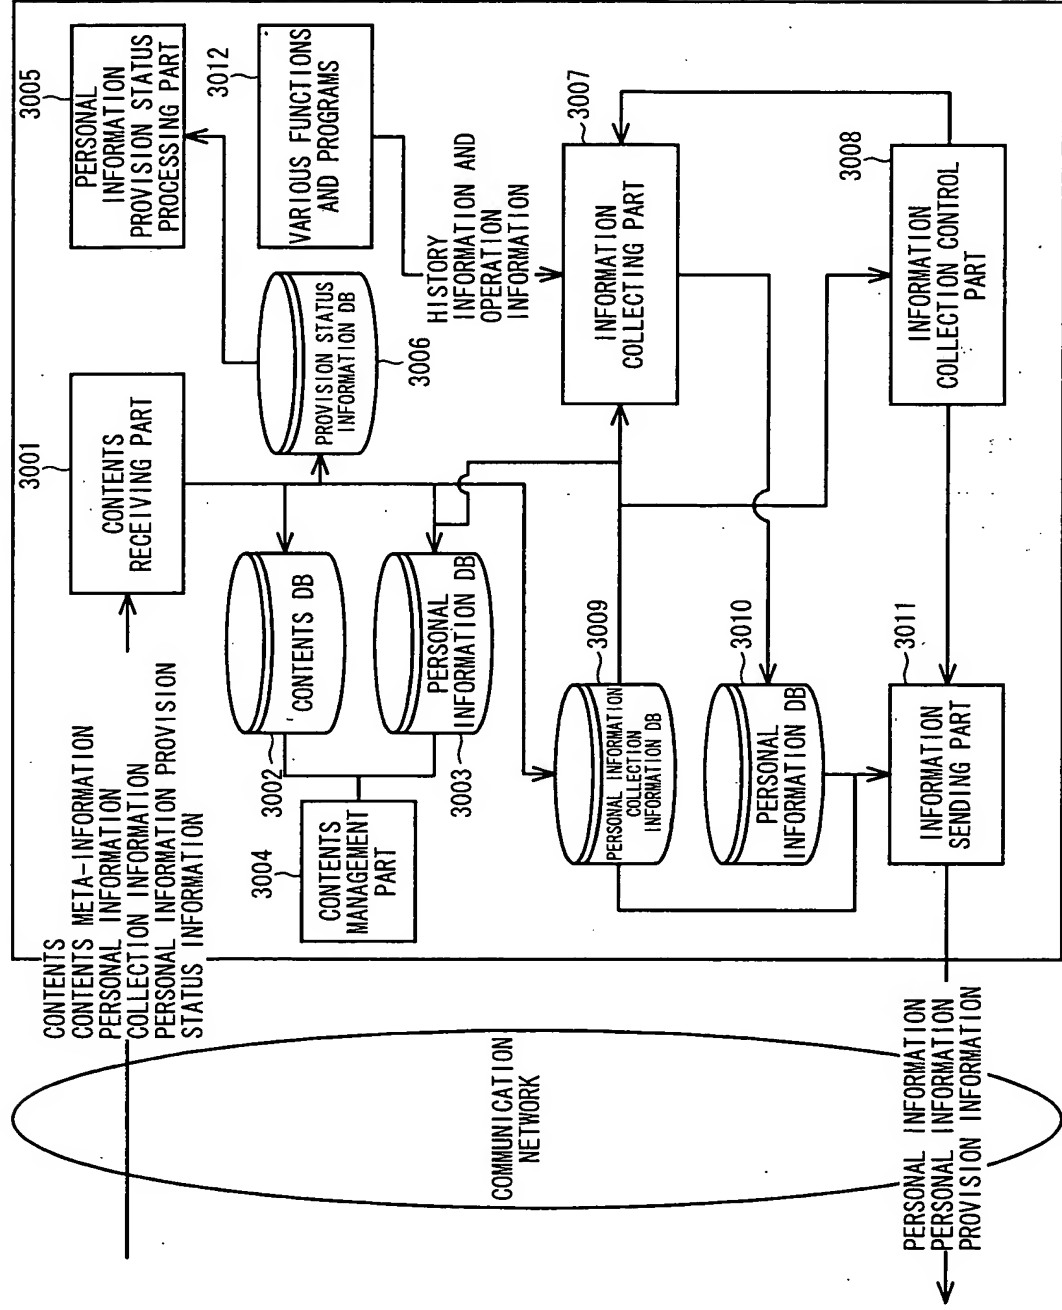 CONTENTS
CONTENTS META-INFORMATION
PERSONAL INFORMATION
COLLECTION INFORMATION
PERSONAL INFORMATION PROVISION
STATUS INFORMATION
3001
CONTENTS
RECEIVING PART
3005
PERSONAL
INFORMATION
PROVISION STATUS
PROCESSING PART
3002
CONTENTS DB
PROVISION STATUS
INFORMATION DB
3006
3012
VARIOUS FUNCTIONS
AND PROGRAMS
3004
CONTENTS
MANAGEMENT
PART
PERSONAL
INFORMATION DB
3003
HISTORY
INFORMATION AND
OPERATION
INFORMATION
COMMUNICATION
NETWORK
PERSONAL INFORMATION
COLLECTION
INFORMATION DB
3009
INFORMATION
COLLECTING PART
3007
PERSONAL
INFORMATION DB
3010
PERSONAL INFORMATION
PERSONAL INFORMATION
PROVISION INFORMATION
INFORMATION
SENDING PART
3011
INFORMATION
COLLECTION CONTROL
PART
3008